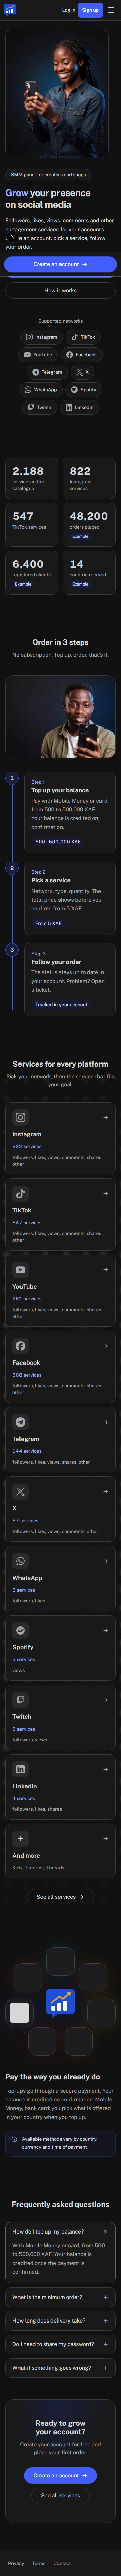 Log in
Sign up
SMM panel for creators and shops
Grow your presence
on social media
Followers, likes, views, comments and other
engagement services for your accounts,
an account, pick a service, follow
your order.
Create an account →
How it works
Supported networks
Instagram
TikTok
YouTube
Facebook
Telegram
X
WhatsApp
Spotify
Twitch
LinkedIn
2,188
services in the
catalogue
822
Instagram
services
547
TikTok services
48,200
orders placed
Example
6,400
registered clients
Example
14
countries served
Example
Order in 3 steps
No subscription. Top up, order, that's it.
1
Step 1
Top up your balance
Pay with Mobile Money or card,
from 500 to 500,000 XAF.
Your balance is credited on
confirmation.
500 - 500,000 XAF
2
Step 2
Pick a service
Network, type, quantity. The
total price shows before you
confirm, from 5 XAF.
From 5 XAF
3
Step 3
Follow your order
The status stays up to date in
your account. Problem? Open
a ticket.
Tracked in your account
Services for every platform
Pick your network, then the service that fits
your goal.
Instagram
822 services
followers, likes, views, comments, shares,
other
TikTok
547 services
followers, likes, views, comments, shares,
other
YouTube
261 services
followers, likes, views, comments, shares,
other
Facebook
308 services
followers, likes, views, comments, shares,
other
Telegram
144 services
followers, likes, views, shares, other
X
57 services
followers, likes, views, comments, other
WhatsApp
3 services
followers, likes
Spotify
3 services
views
Twitch
6 services
followers, views
LinkedIn
4 services
followers, likes, shares
And more
Kick, Pinterest, Threads
See all services →
Pay the way you already do
Top-ups go through a secure payment. Your
balance is credited on confirmation. Mobile
Money, bank card: you pick what is offered
in your country when you top up.
Available methods vary by country,
currency and time of payment
Frequently asked questions
How do I top up my balance?
With Mobile Money or card, from 500
to 500,000 XAF. Your balance is
credited once the payment is
confirmed.
What is the minimum order?
How long does delivery take?
Do I need to share my password?
What if something goes wrong?
Ready to grow
your account?
Create your account for free and
place your first order.
Create an account →
See all services
Privacy
Terms
Contact